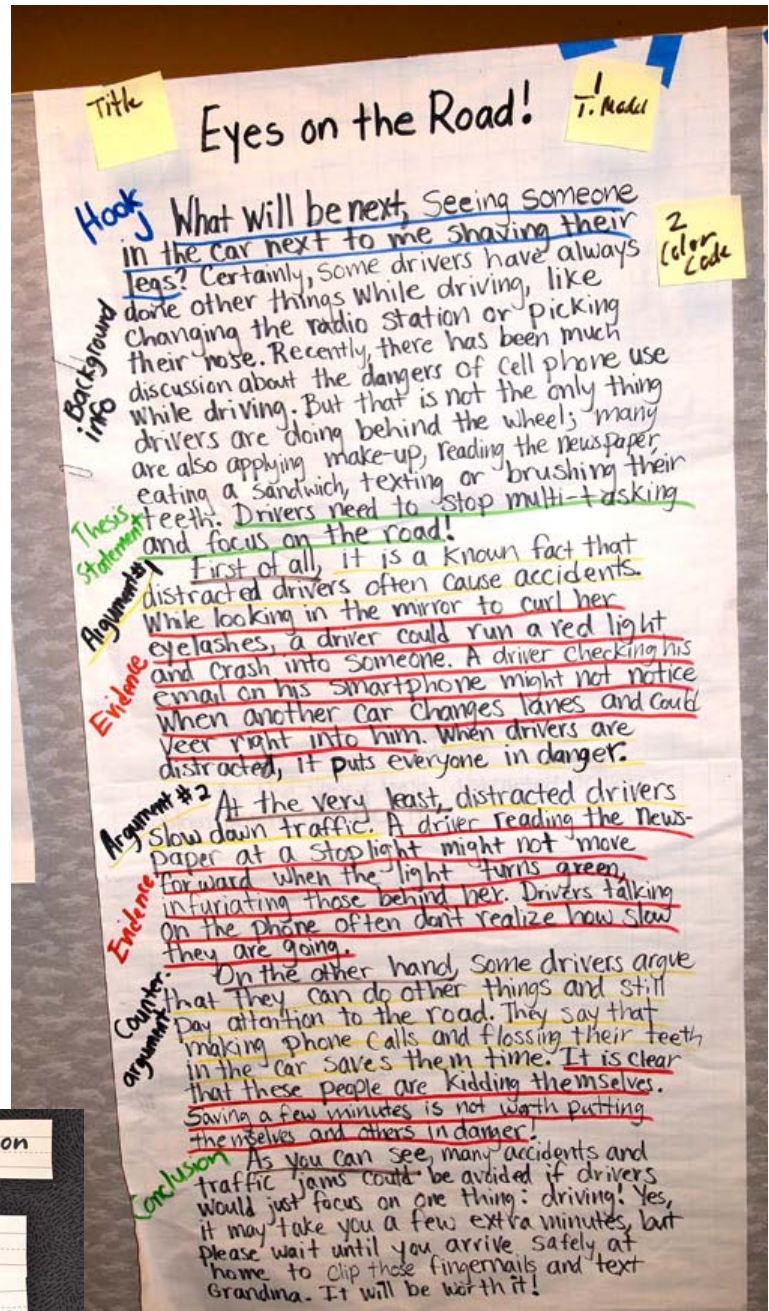 Title
Eyes on the Road!
1
T. Model
2
Color
Code
Hook
What will be next, Seeing someone
in the car next to me shaving their
legs? Certainly, some drivers have always
done other things while driving, like
changing the radio station or picking
their nose. Recently, there has been much
discussion about the dangers of cell phone use
while driving. But that is not the only thing
drivers are doing behind the wheel; many
are also applying make-up, reading the newspaper,
eating a sandwich, texting or brushing their
teeth. Drivers need to stop multi-tasking
and focus on the road!
Background
info
Thesis
Statement
Argument #1
First of all, it is a known fact that
distracted drivers often cause accidents.
While looking in the mirror to curl her
eyelashes, a driver could run a red light
and crash into someone. A driver checking his
email on his smartphone might not notice
when another car changes lanes and could
veer right into him. When drivers are
distracted, it puts everyone in danger.
Evidence
Argument #2
At the very least, distracted drivers
slow down traffic. A driver reading the news-
paper at a stoplight might not move
forward when the light turns green,
infuriating those behind her. Drivers talking
on the phone often don't realize how slow
they are going.
Evidence
Counter-
argument
On the other hand, some drivers argue
that they can do other things and still
pay attention to the road. They say that
making phone calls and flossing their teeth
in the car saves them time. It is clear
that these people are kidding themselves.
Saving a few minutes is not worth putting
themselves and others in danger!
Conclusion
As you can see, many accidents and
traffic jams could be avoided if drivers
would just focus on one thing: driving! Yes,
it may take you a few extra minutes, but
please wait until you arrive safely at
home to clip those fingernails and text
Grandma. It will be worth it!
on